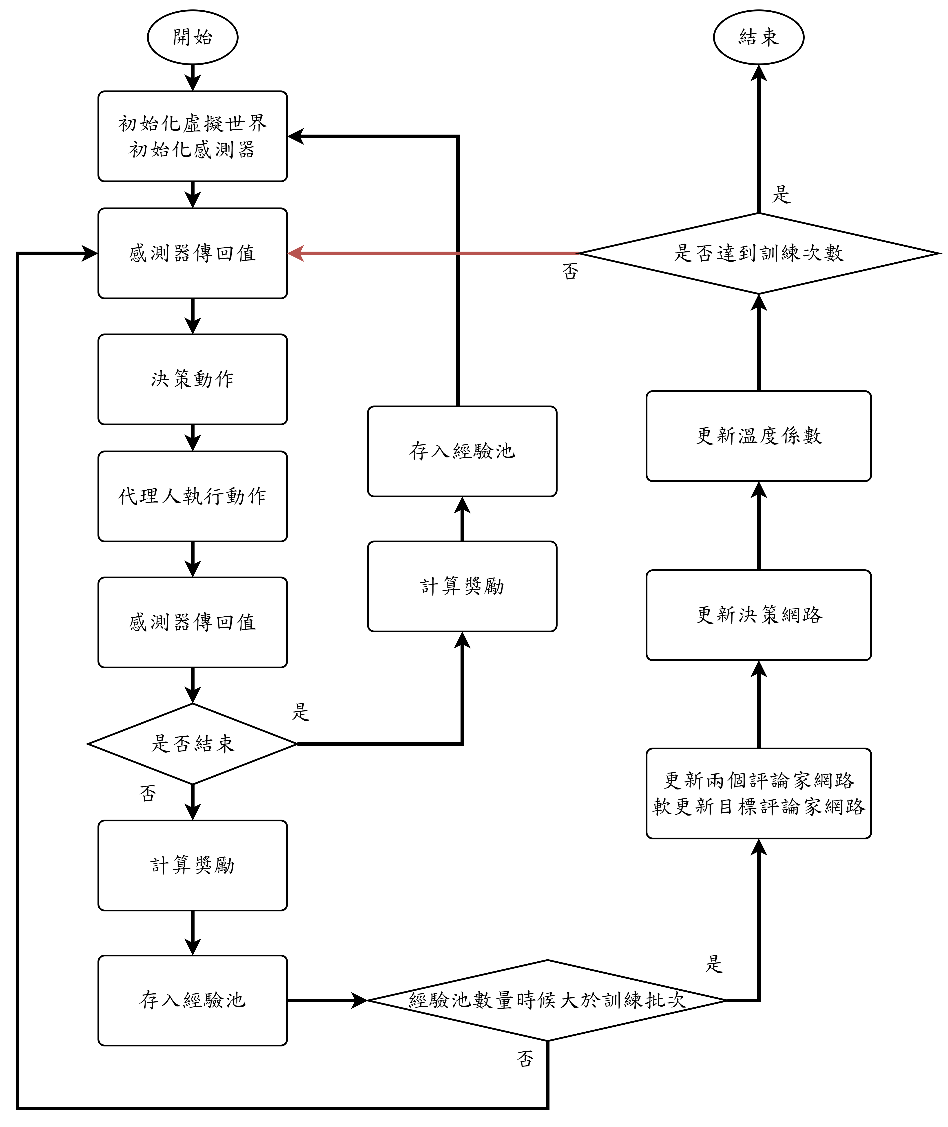 開始
初始化虛擬世界
初始化感測器
感測器傳回值
決策動作
代理人執行動作
感測器傳回值
是否結束
是
否
計算獎勵
存入經驗池
計算獎勵
存入經驗池
經驗池數量時候大於訓練批次
是
否
更新兩個評論家網路
軟更新目標評論家網路
更新決策網路
更新溫度係數
是否達到訓練次數
是
否
結束